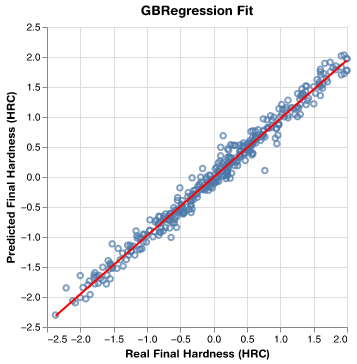 GBRegression Fit
Predicted Final Hardness (HRC)
2.5
2.0
1.5
1.0
0.5
0.0
−0.5
−1.0
−1.5
−2.0
−2.5
−2.5 −2.0 −1.5 −1.0 −0.5 0.0 0.5 1.0 1.5 2.0
Real Final Hardness (HRC)